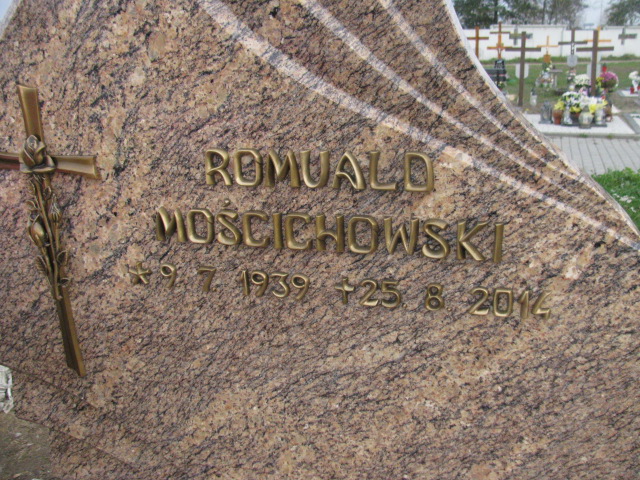 ROMUALD
MOŚCICHOWSKI
* 9 7 1939 + 25. 8 2014